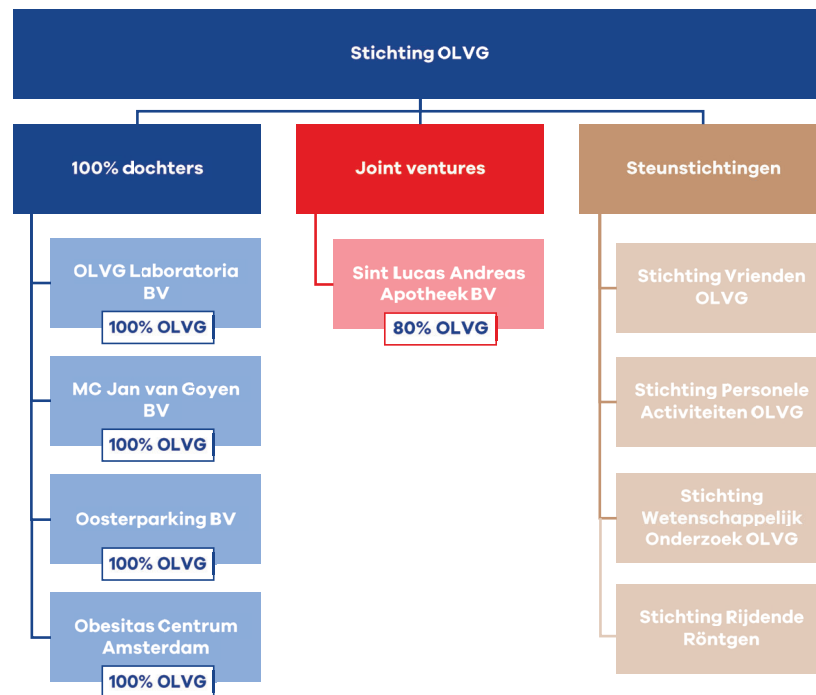 Stichting OLVG
100% dochters
OLVG Laboratoria
BV
100% OLVG
MC Jan van Goyen
BV
100% OLVG
Oosterparking BV
100% OLVG
Obesitas Centrum
Amsterdam
100% OLVG
Joint ventures
Sint Lucas Andreas
Apotheek BV
80% OLVG
Steunstichtingen
Stichting Vrienden
OLVG
Stichting Personele
Activiteiten OLVG
Stichting
Wetenschappelijk
Onderzoek OLVG
Stichting Rijdende
Röntgen